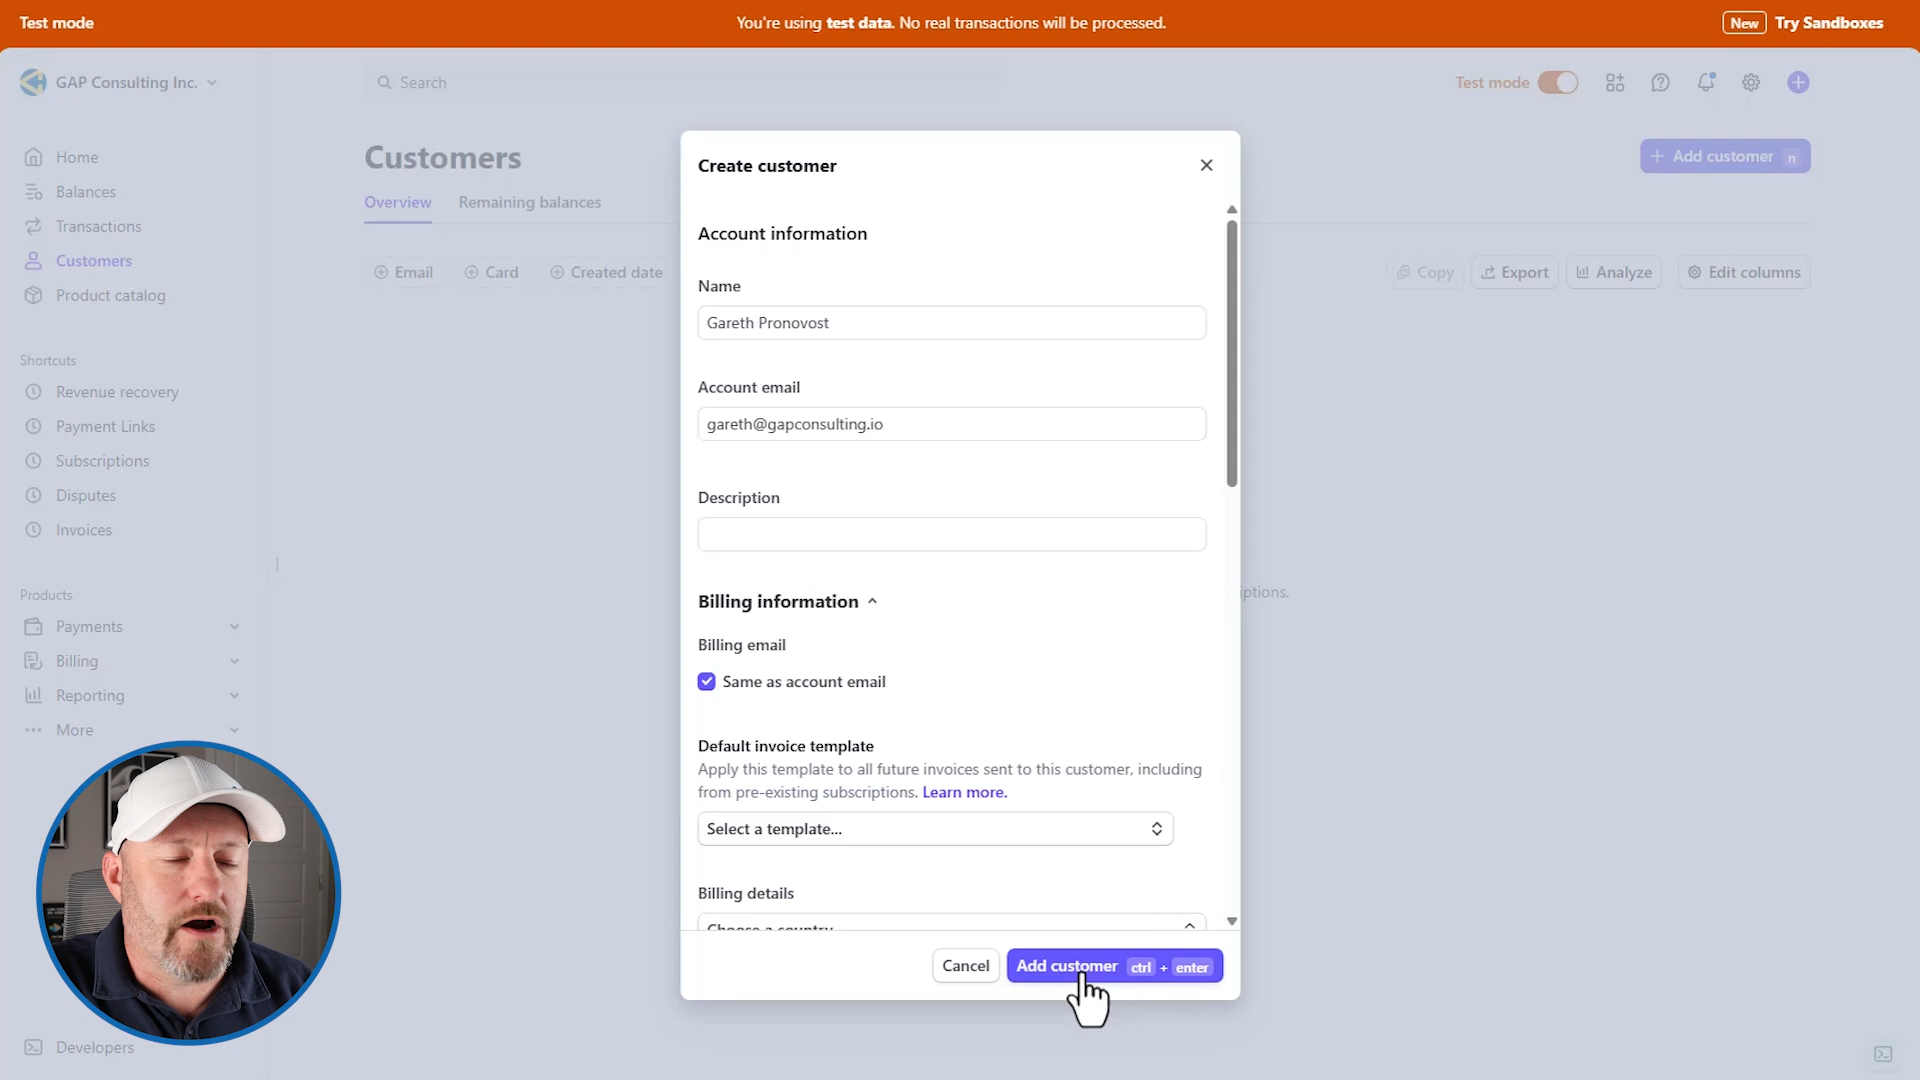 Test mode
You're using test data. No real transactions will be processed.
New Try Sandboxes
GAP Consulting Inc.
Search
Test mode
Home
Balances
Transactions
Customers
Product catalog
Shortcuts
Revenue recovery
Payment Links
Subscriptions
Disputes
Invoices
Products
Payments
Billing
Reporting
More
Developers
Customers
Add customer n
Overview Remaining balances
Email Card Created date
Copy Export Analyze Edit columns
iptions.
Create customer
Account information
Name
Gareth Pronovost
Account email
gareth@gapconsulting.io
Description
Billing information
Billing email
Same as account email
Default invoice template
Apply this template to all future invoices sent to this customer, including
from pre-existing subscriptions. Learn more.
Select a template...
Billing details
Choose a country
Cancel Add customer ctrl + enter